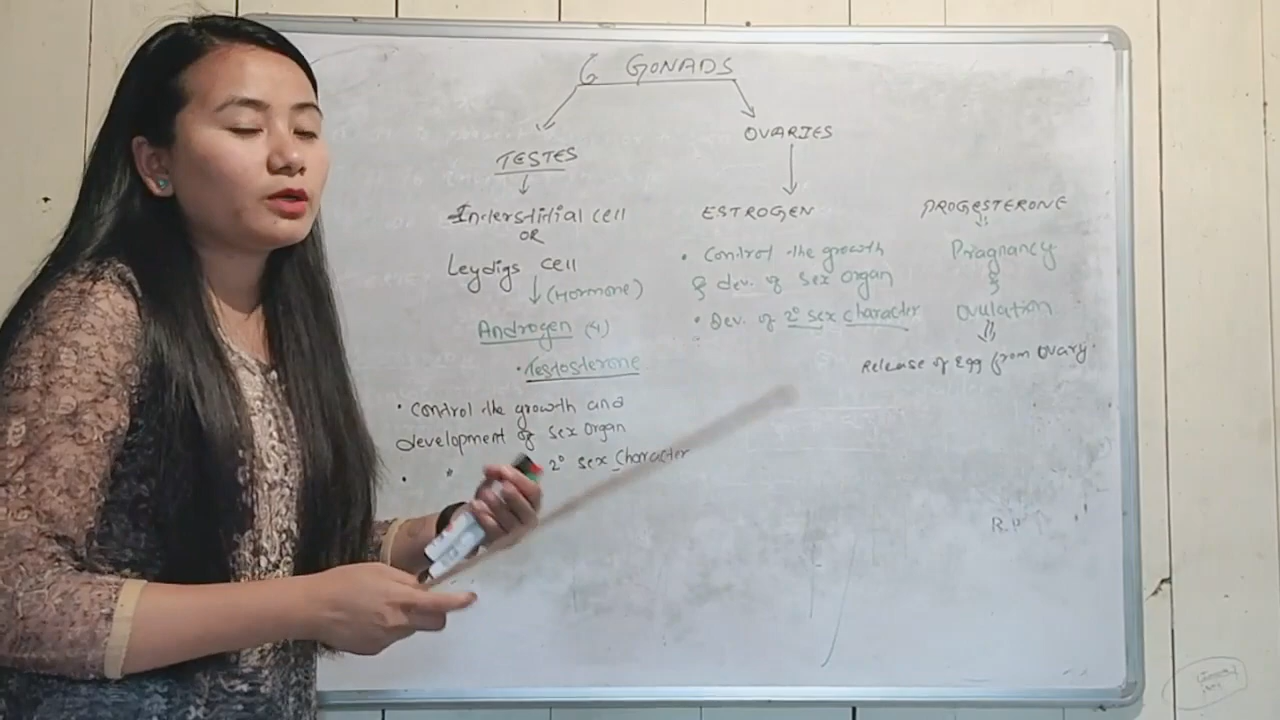 6 GONADS
TESTES
Interstitial cell
OR
Leydigs cell
(Hormone)
Androgen
• Testosterone
• Control the growth and
development of Sex Organ
• " 2° Sex Character
OVARIES
ESTROGEN
• Control the growth
& dev. of Sex Organ
• Dev. of 2° Sex Character
PROGESTERONE
Pragnancy
&
Ovulation
Release of Egg from Ovary.